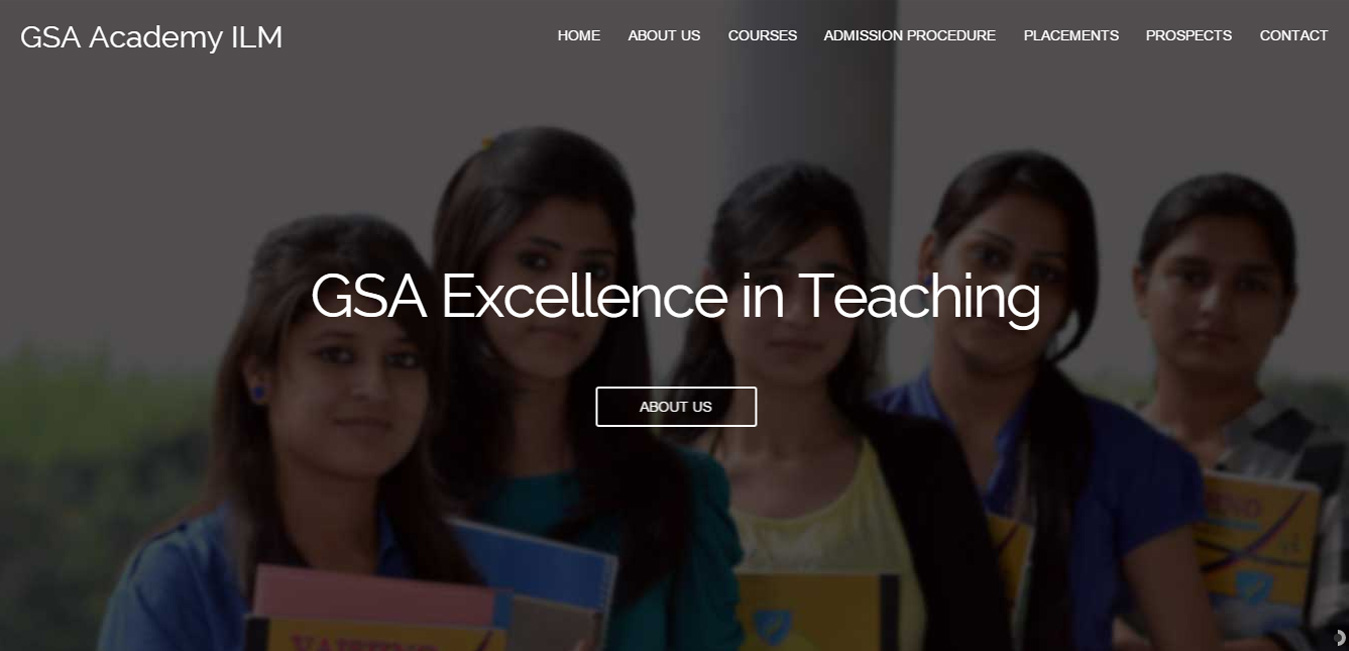 GSA Academy ILM
HOME ABOUT US COURSES ADMISSION PROCEDURE PLACEMENTS PROSPECTS CONTACT
GSA Excellence in Teaching
ABOUT US